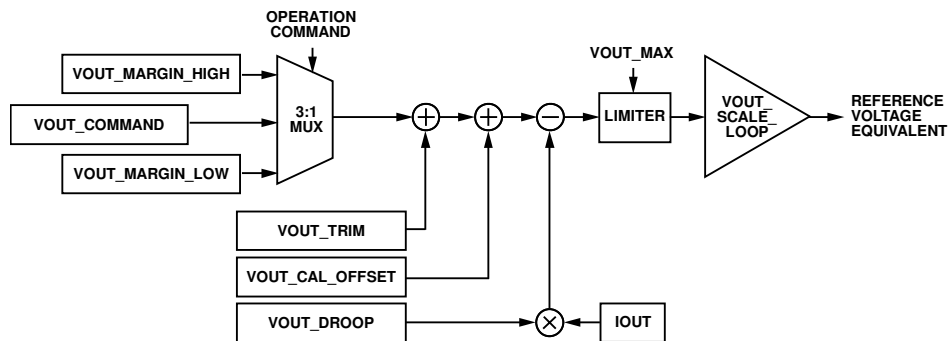 OPERATION
COMMAND
VOUT_MARGIN_HIGH
VOUT_COMMAND
VOUT_MARGIN_LOW
3:1
MUX
VOUT_MAX
LIMITER
VOUT_
SCALE_
LOOP
REFERENCE
VOLTAGE
EQUIVALENT
VOUT_TRIM
VOUT_CAL_OFFSET
VOUT_DROOP
IOUT